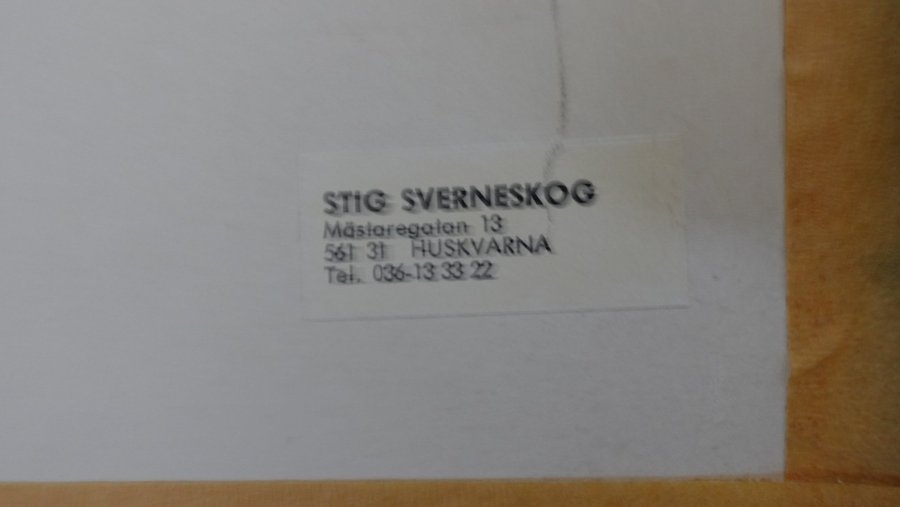 STIG SVERNESKOG
Mästaregatan 13
561 31 HUSKVARNA
Tel. 036-13 33 22